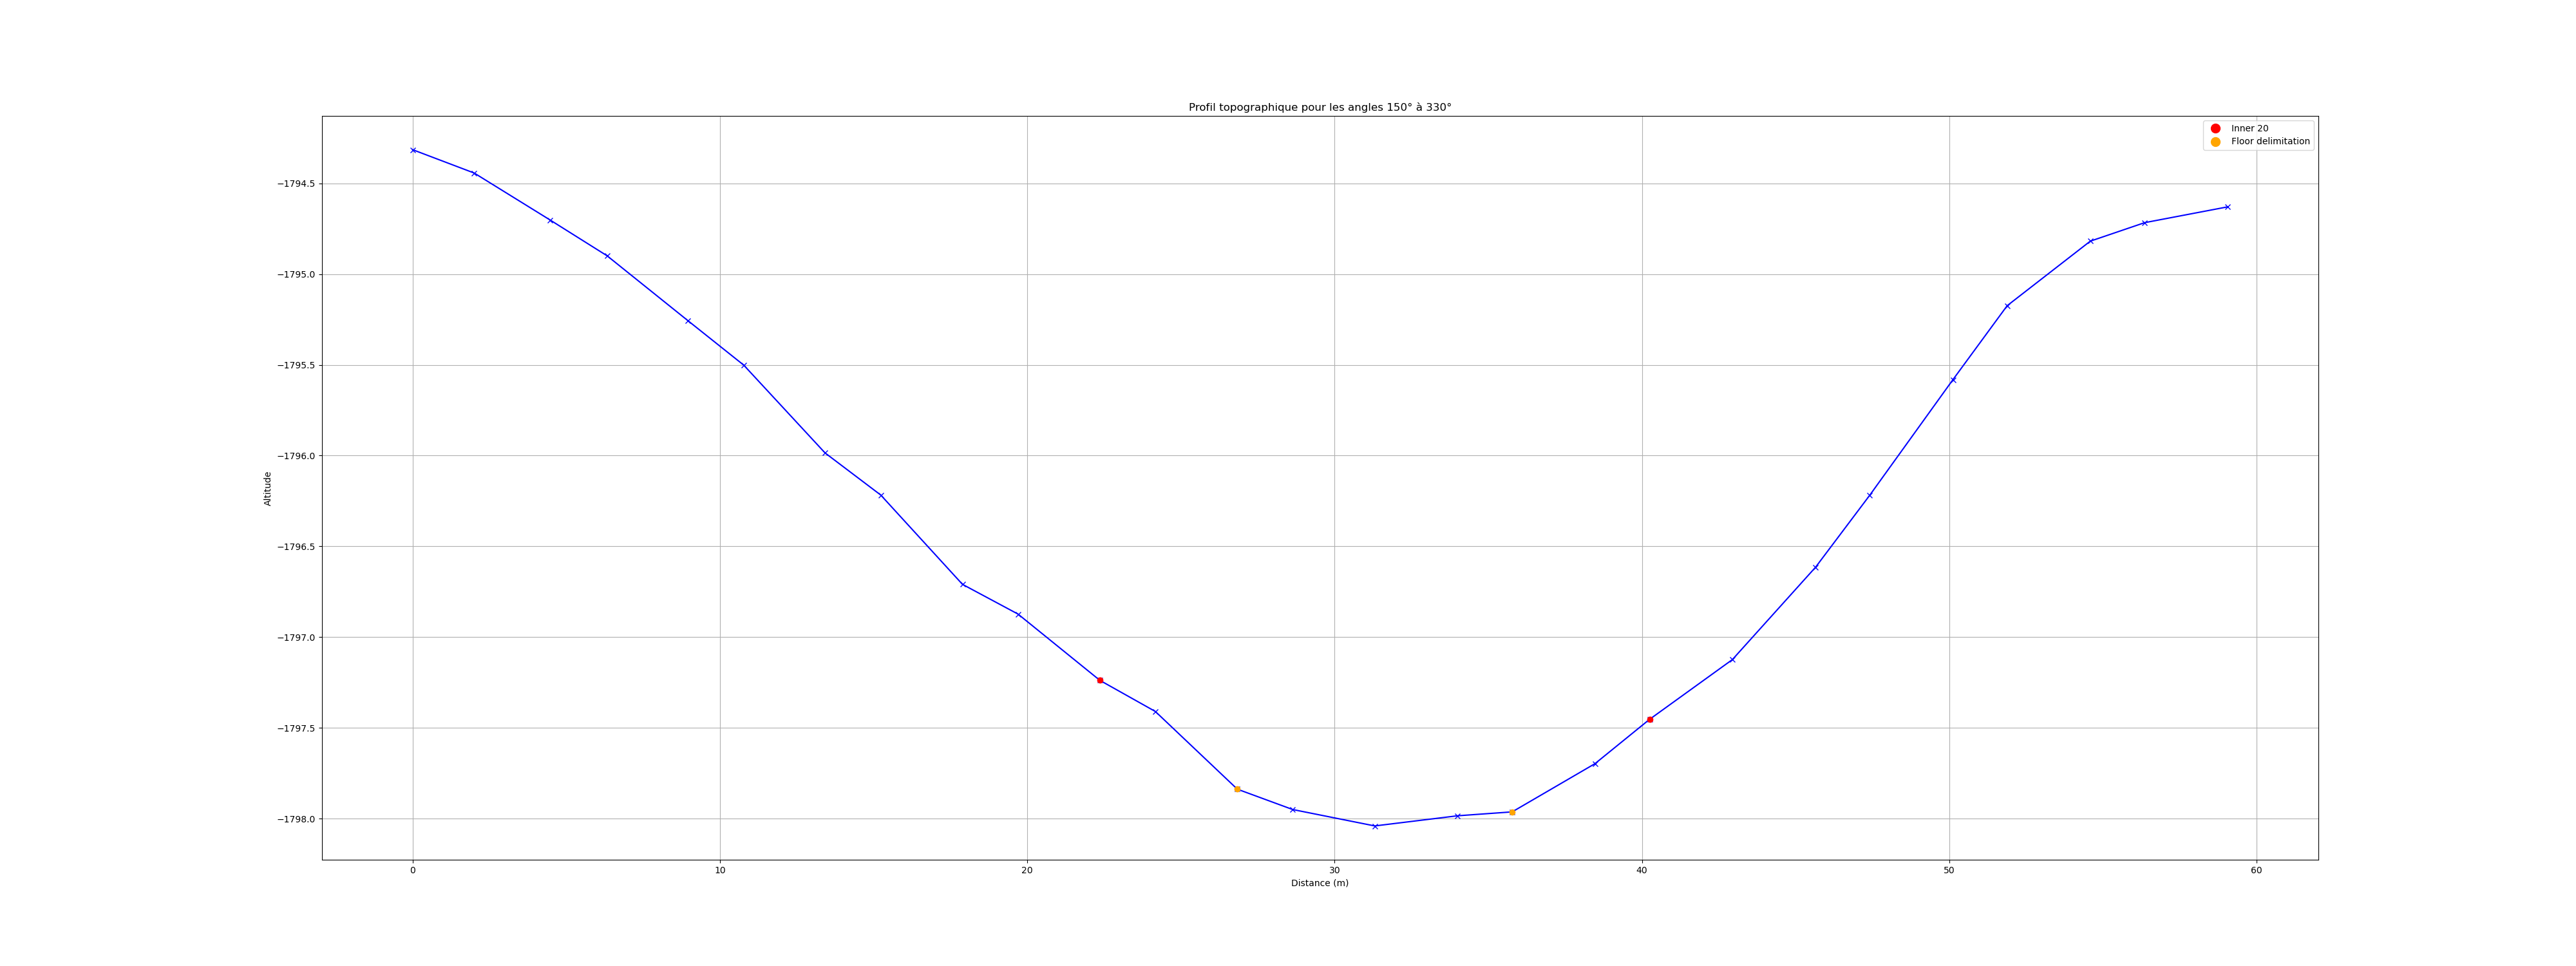 Profil topographique pour les angles 150° à 330°
Inner 20
Floor delimitation
−1794.5
−1795.0
−1795.5
−1796.0
−1796.5
−1797.0
−1797.5
−1798.0
Altitude
0 10 20 30 40 50 60
Distance (m)